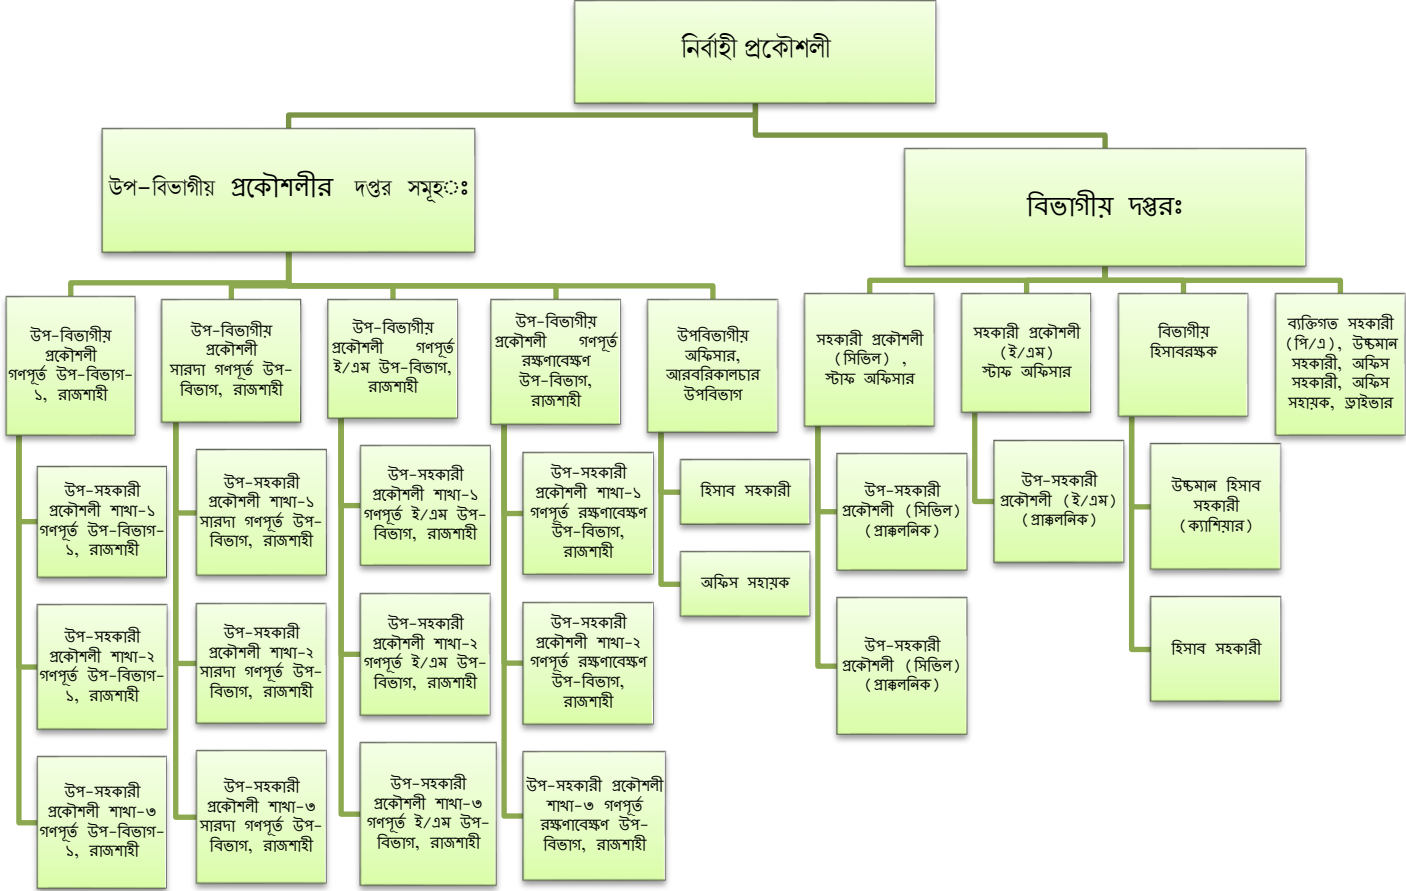 নির্বাহী প্রকৌশলী
উপ-বিভাগীয় প্রকৌশলীর দপ্তর সমূহঃ
বিভাগীয় দপ্তরঃ
উপ-বিভাগীয়
প্রকৌশলী
গণপূর্ত উপ-বিভাগ-
১, রাজশাহী
উপ-সহকারী
প্রকৌশলী শাখা-১
গণপূর্ত উপ-বিভাগ-
১, রাজশাহী
উপ-সহকারী
প্রকৌশলী শাখা-২
গণপূর্ত উপ-বিভাগ-
১, রাজশাহী
উপ-সহকারী
প্রকৌশলী শাখা-৩
গণপূর্ত উপ-বিভাগ-
১, রাজশাহী
উপ-বিভাগীয়
প্রকৌশলী
সারদা গণপূর্ত উপ-
বিভাগ, রাজশাহী
উপ-সহকারী
প্রকৌশলী শাখা-১
সারদা গণপূর্ত উপ-
বিভাগ, রাজশাহী
উপ-সহকারী
প্রকৌশলী শাখা-২
সারদা গণপূর্ত উপ-
বিভাগ, রাজশাহী
উপ-সহকারী
প্রকৌশলী শাখা-৩
সারদা গণপূর্ত উপ-
বিভাগ, রাজশাহী
উপ-বিভাগীয়
প্রকৌশলী গণপূর্ত
ই/এম উপ-বিভাগ,
রাজশাহী
উপ-সহকারী
প্রকৌশলী শাখা-১
গণপূর্ত ই/এম উপ-
বিভাগ, রাজশাহী
উপ-সহকারী
প্রকৌশলী শাখা-২
গণপূর্ত ই/এম উপ-
বিভাগ, রাজশাহী
উপ-সহকারী
প্রকৌশলী শাখা-৩
গণপূর্ত ই/এম উপ-
বিভাগ, রাজশাহী
উপ-বিভাগীয়
প্রকৌশলী গণপূর্ত
রক্ষণাবেক্ষণ
উপ-বিভাগ,
রাজশাহী
উপ-সহকারী
প্রকৌশলী শাখা-১
গণপূর্ত রক্ষণাবেক্ষণ
উপ-বিভাগ,
রাজশাহী
উপ-সহকারী
প্রকৌশলী শাখা-২
গণপূর্ত রক্ষণাবেক্ষণ
উপ-বিভাগ,
রাজশাহী
উপ-সহকারী প্রকৌশলী
শাখা-৩ গণপূর্ত
রক্ষণাবেক্ষণ উপ-
বিভাগ, রাজশাহী
উপবিভাগীয়
অফিসার,
আরবরিকালচার
উপবিভাগ
হিসাব সহকারী
অফিস সহায়ক
সহকারী প্রকৌশলী
(সিভিল) ,
স্টাফ অফিসার
উপ-সহকারী
প্রকৌশলী (সিভিল)
(প্রাক্কলনিক)
উপ-সহকারী
প্রকৌশলী (সিভিল)
(প্রাক্কলনিক)
সহকারী প্রকৌশলী
(ই/এম)
স্টাফ অফিসার
উপ-সহকারী
প্রকৌশলী (ই/এম)
(প্রাক্কলনিক)
বিভাগীয়
হিসাবরক্ষক
উচ্চমান হিসাব
সহকারী
(ক্যাশিয়ার)
হিসাব সহকারী
ব্যক্তিগত সহকারী
(পি/এ), উচ্চমান
সহকারী, অফিস
সহকারী, অফিস
সহায়ক, ড্রাইভার